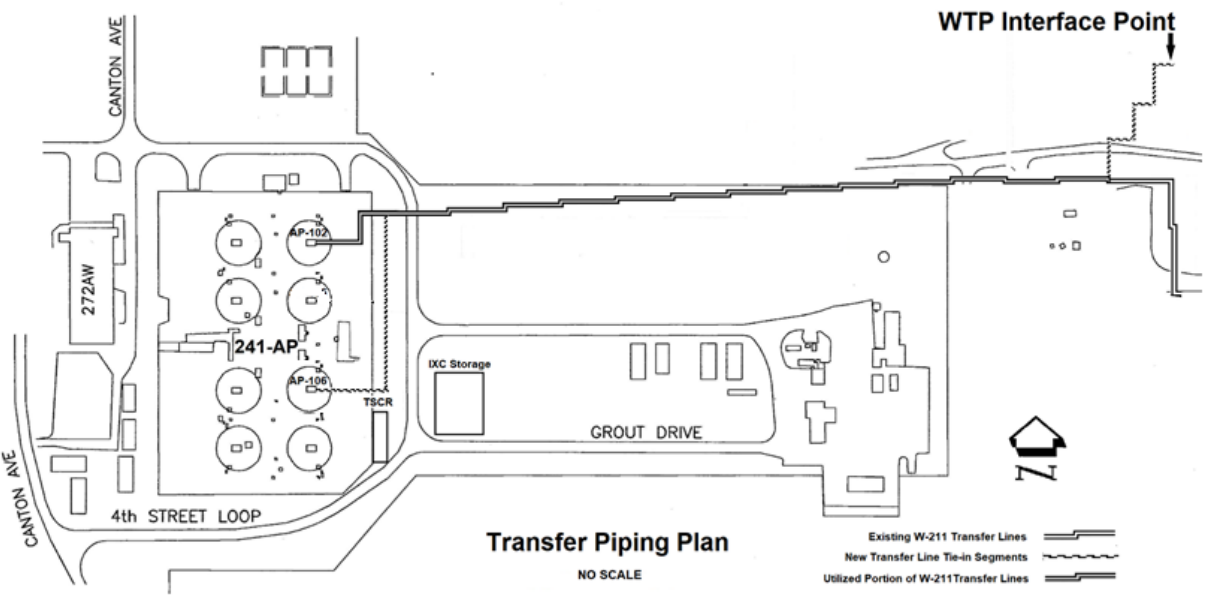 WTP Interface Point
CANTON AVE
AP-102
272AW
241-AP
AP-106
TSCR
IXC Storage
GROUT DRIVE
N
CANTON AVE
4th STREET LOOP
Transfer Piping Plan
NO SCALE
Existing W-211 Transfer Lines
New Transfer Line Tie-in Segments
Utilized Portion of W-211Transfer Lines